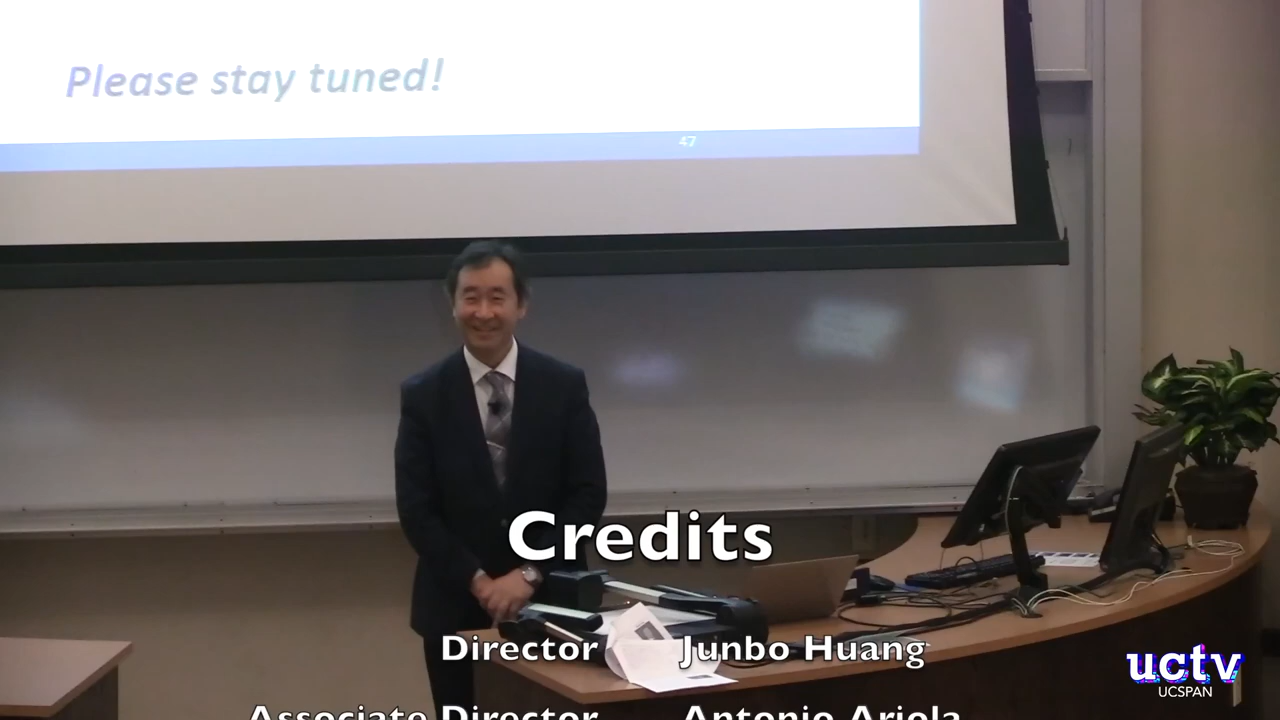 Please stay tuned!
47
Credits
Director Junbo Huang
Associate Director Antonio Ariola
uctv
UCSPAN